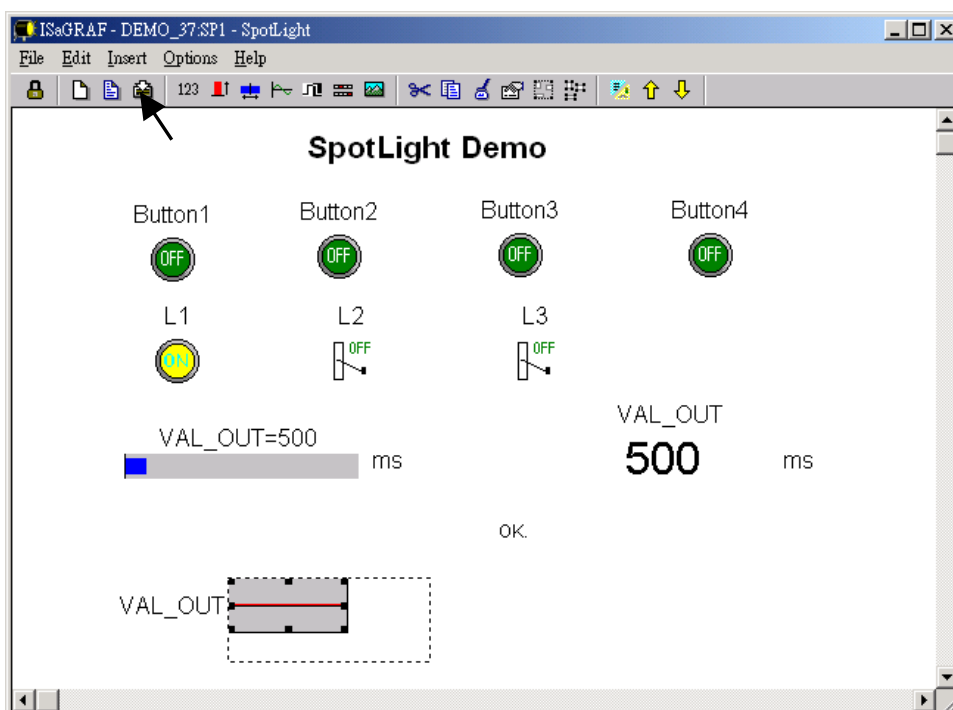 ISaGRAF - DEMO_37:SP1 - SpotLight
File Edit Insert Options Help
123
SpotLight Demo
Button1 Button2 Button3 Button4
OFF OFF OFF OFF
L1 L2 L3
ON OFF OFF
VAL_OUT=500 VAL_OUT
ms 500 ms
OK.
VAL_OUT